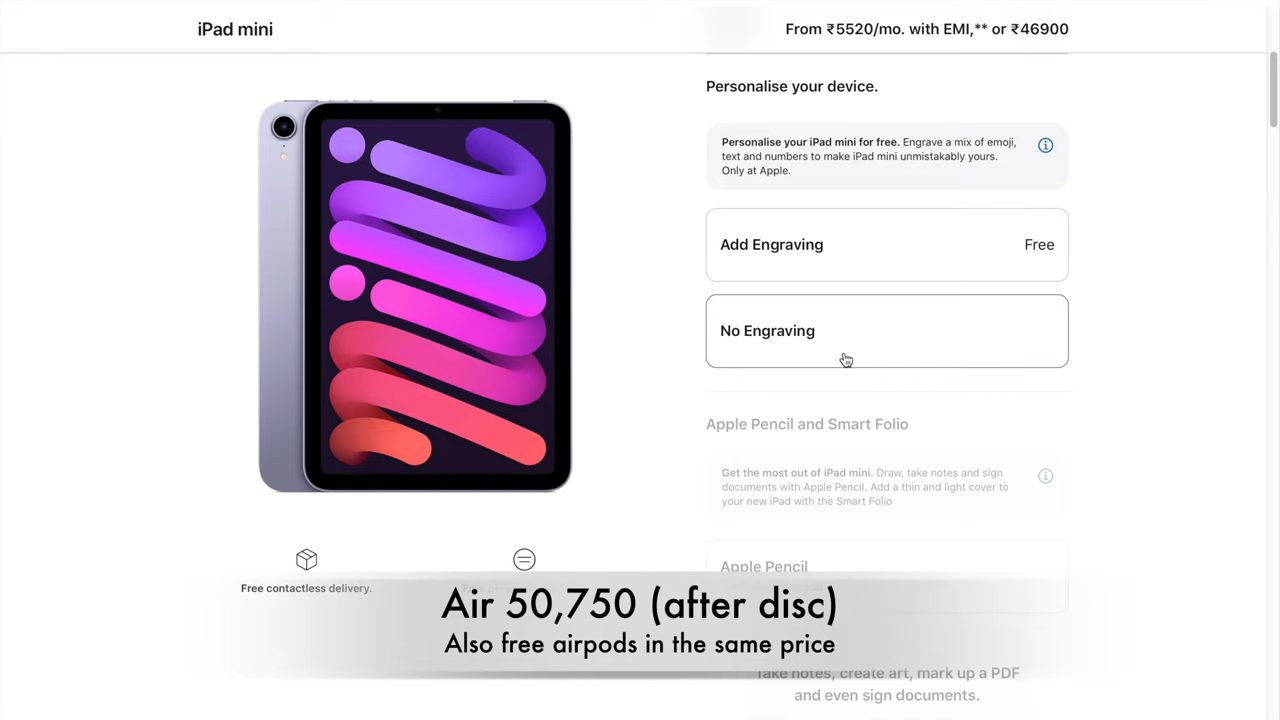 iPad mini
From ₹5520/mo. with EMI,** or ₹46900
Personalise your device.
Personalise your iPad mini for free. Engrave a mix of emoji,
text and numbers to make iPad mini unmistakably yours.
Only at Apple.
Add Engraving Free
No Engraving
Apple Pencil and Smart Folio
Get the most out of iPad mini. Draw, take notes and sign
documents with Apple Pencil. Add a thin and light cover to
your new iPad with the Smart Folio
Apple Pencil
Free contactless delivery.
Air 50,750 (after disc)
Also free airpods in the same price
Take notes, create art, mark up a PDF
and even sign documents.